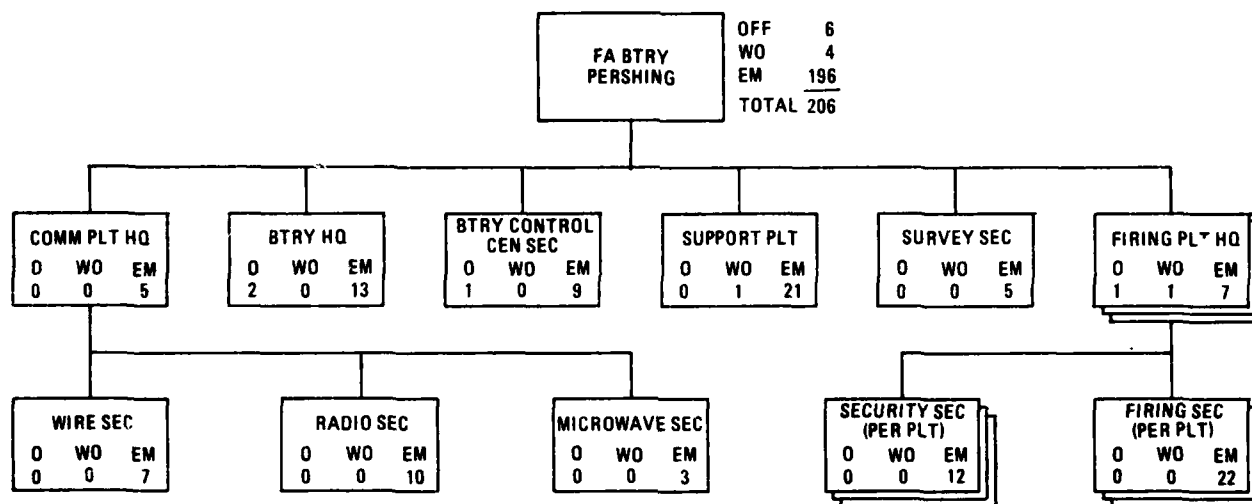 FA BTRY
PERSHING
OFF 6
WO 4
EM 196
TOTAL 206
COMM PLT HQ
O WO EM
0 0 5
BTRY HQ
O WO EM
2 0 13
BTRY CONTROL
CEN SEC
O WO EM
1 0 9
SUPPORT PLT
O WO EM
0 1 21
SURVEY SEC
O WO EM
0 0 5
FIRING PLT HQ
O WO EM
1 1 7
WIRE SEC
O WO EM
0 0 7
RADIO SEC
O WO EM
0 0 10
MICROWAVE SEC
O WO EM
0 0 3
SECURITY SEC
(PER PLT)
O WO EM
0 0 12
FIRING SEC
(PER PLT)
O WO EM
0 0 22